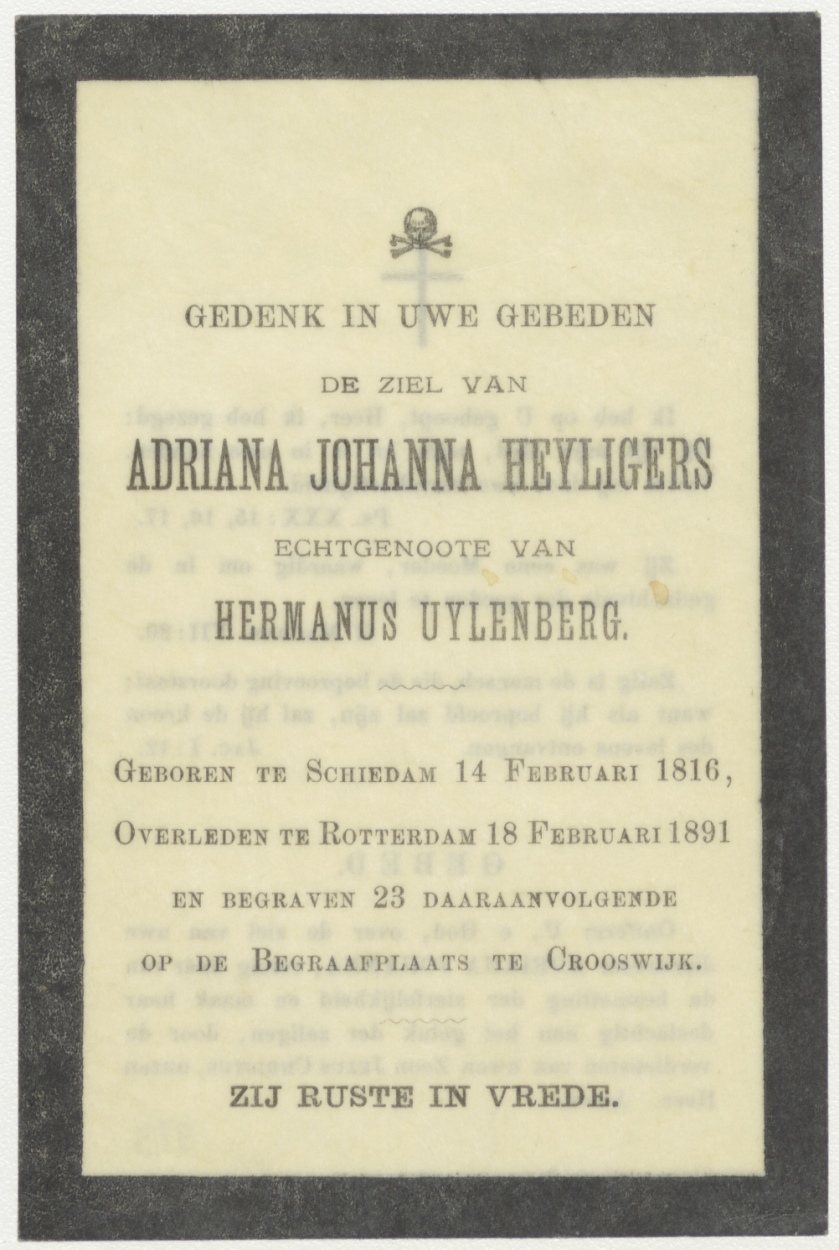 GEDENK IN UWE GEBEDEN
DE ZIEL VAN
ADRIANA JOHANNA HEYLIGERS
ECHTGENOOTE VAN
HERMANUS UYLENBERG.
GEBOREN TE SCHIEDAM 14 FEBRUARI 1816,
OVERLEDEN TE ROTTERDAM 18 FEBRUARI 1891
EN BEGRAVEN 23 DAARAANVOLGENDE
OP DE BEGRAAFPLAATS TE CROOSWIJK.
ZIJ RUSTE IN VREDE.